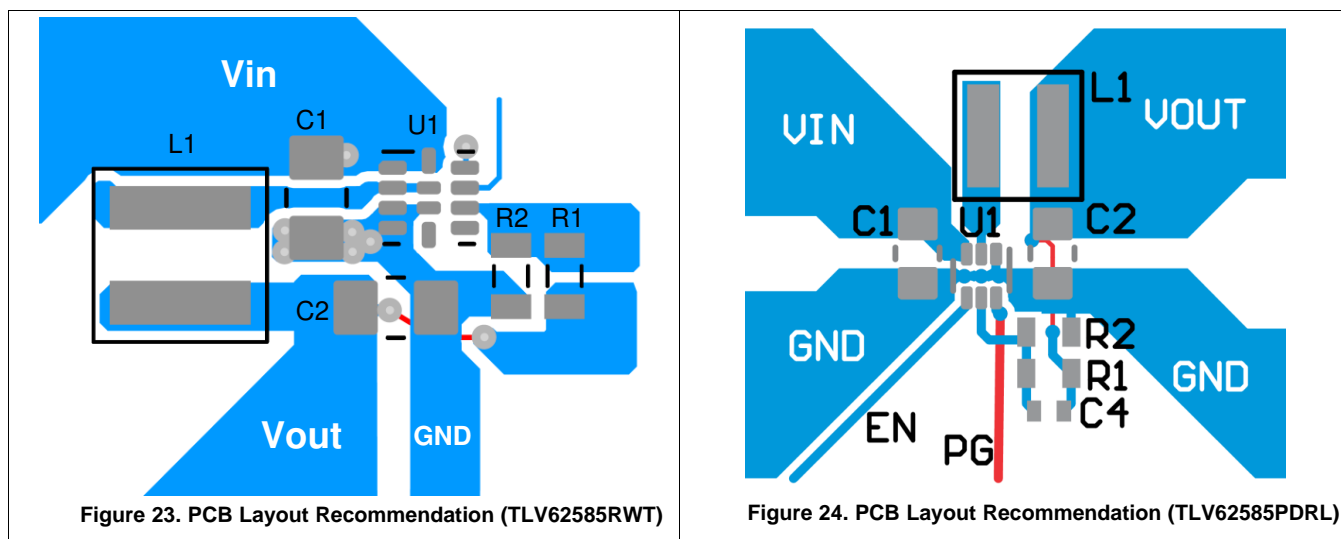 Vin
C1
U1
L1
R2 R1
C2
Vout
GND
Figure 23. PCB Layout Recommendation (TLV62585RWT)
L1
VIN
VOUT
C1
U1
C2
GND
R2
R1
GND
C4
EN
PG
Figure 24. PCB Layout Recommendation (TLV62585PDRL)